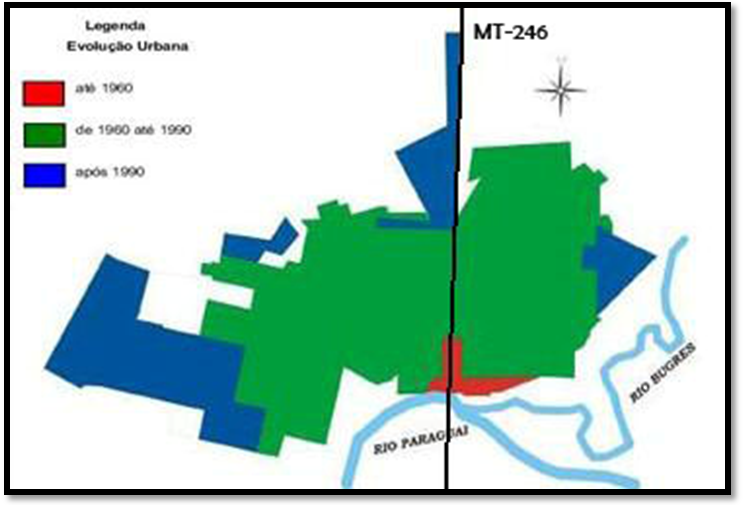 Legenda
Evolução Urbana
até 1960
de 1960 até 1990
após 1990
MT-246
RIO BUGRES
RIO PARAGUAI